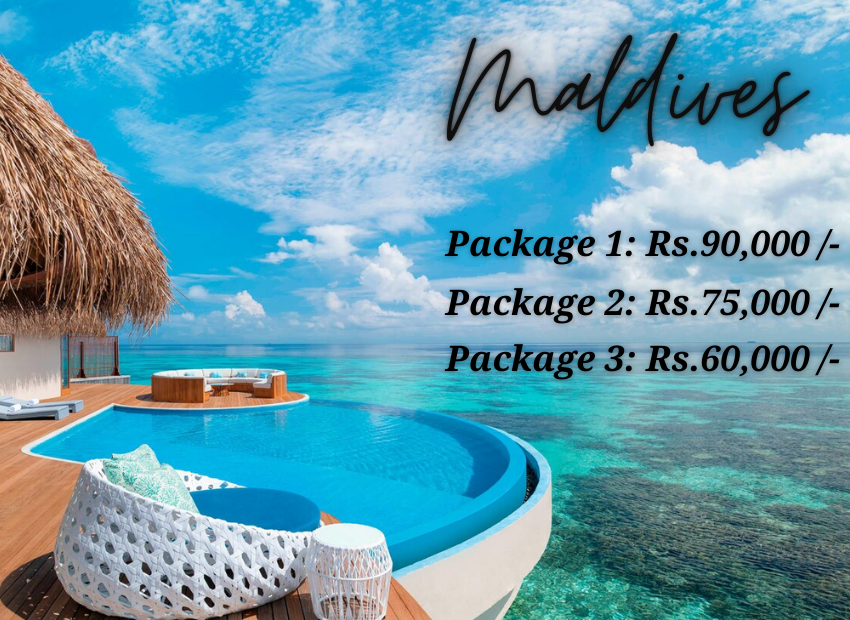 Maldives
Package 1: Rs.90,000 /-
Package 2: Rs.75,000 /-
Package 3: Rs.60,000 /-